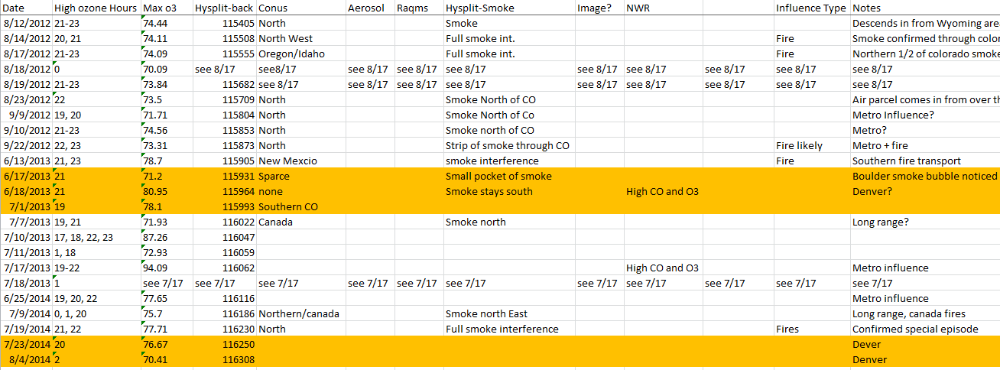 Date High ozone Hours Max o3 Hysplit-back Conus Aerosol Raqms Hysplit-Smoke Image? NWR Influence Type Notes
8/12/2012 21-23 74.44 115405 North Smoke Descends in from Wyoming are
8/14/2012 20, 21 74.11 115508 North West Full smoke int. Fire Smoke confirmed through color
8/17/2012 21-23 74.09 115555 Oregon/Idaho Full smoke int. Fire Northern 1/2 of colorado smoke
8/18/2012 0 70.09 see 8/17 see8/17 see 8/17 see 8/17 see 8/17 see 8/17 see 8/17 see 8/17 see 8/17 see 8/17
8/19/2012 21-23 73.84 115682 see 8/17 see 8/17 see 8/17 see 8/17 see 8/17 see 8/17 see 8/17 see 8/17 see 8/17
8/23/2012 22 73.5 115709 North Smoke North of CO Air parcel comes in from over th
9/9/2012 19, 20 71.71 115804 North Smoke North of Co Metro Influence?
9/10/2012 21-23 74.56 115853 North Smoke north of CO Metro?
9/22/2012 22, 23 73.31 115873 North Strip of smoke through CO Fire likely Metro + fire
6/13/2013 21, 23 78.7 115905 New Mexcio smoke interference Fire Southern fire transport
6/17/2013 21 71.2 115931 Sparce Small pocket of smoke Boulder smoke bubble noticed
6/18/2013 21 80.95 115964 none Smoke stays south High CO and O3 Denver?
7/1/2013 19 78.1 115993 Southern CO
7/7/2013 19, 21 71.93 116022 Canada Smoke north Long range?
7/10/2013 17, 18, 22, 23 87.26 116047
7/11/2013 1, 18 72.93 116059
7/17/2013 19-22 94.09 116062 High CO and O3 Metro influence
7/18/2013 1 see 7/17 see 7/17 see 7/17 see 7/17 see 7/17 see 7/17 see 7/17 see 7/17 see 7/17 see 7/17 see 7/17
6/25/2014 19, 20, 22 77.65 116116 Metro influence
7/9/2014 0, 1, 20 75.7 116186 Northern/canada Smoke north East Long range, canada fires
7/19/2014 21, 22 77.71 116230 North Full smoke interference Fires Confirmed special episode
7/23/2014 20 76.67 116250 Dever
8/4/2014 2 70.41 116308 Denver